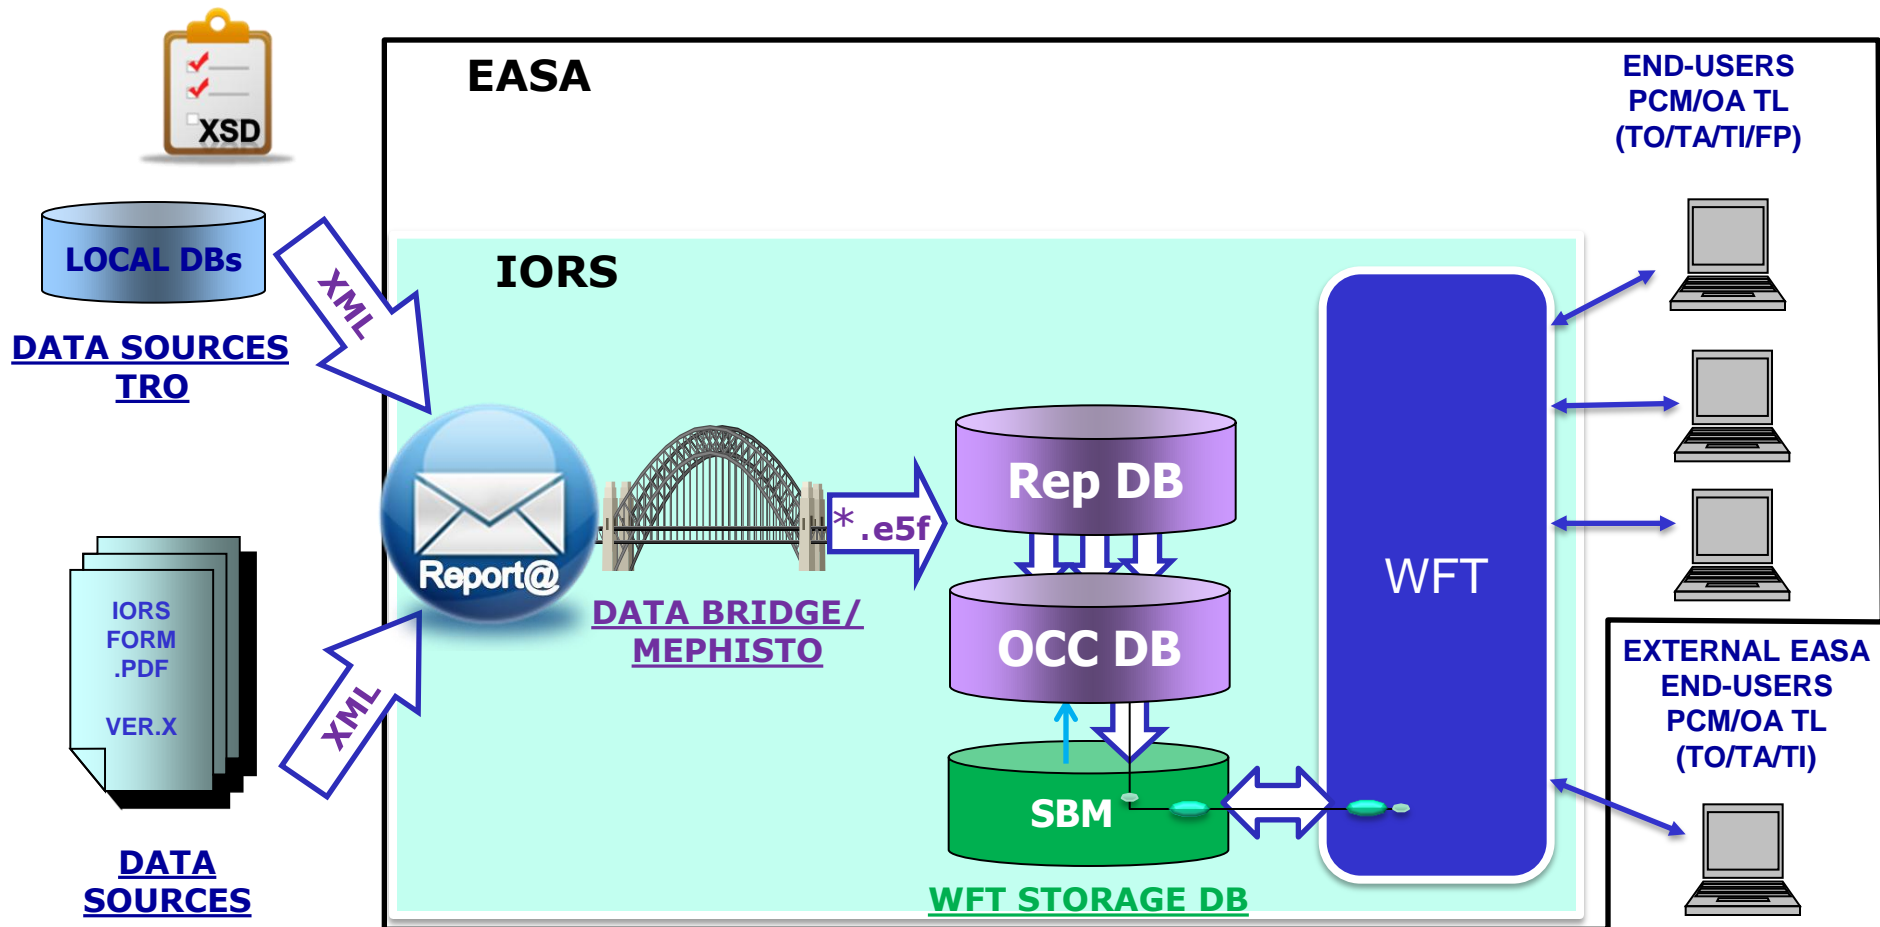 XSD
LOCAL DBs
DATA SOURCES
TRO
XML
IORS
FORM
.PDF
VER.X
DATA
SOURCES
XML
EASA
IORS
Report@
DATA BRIDGE/
MEPHISTO
*.e5f
Rep DB
OCC DB
SBM
WFT STORAGE DB
WFT
END-USERS
PCM/OA TL
(TO/TA/TI/FP)
EXTERNAL EASA
END-USERS
PCM/OA TL
(TO/TA/TI)